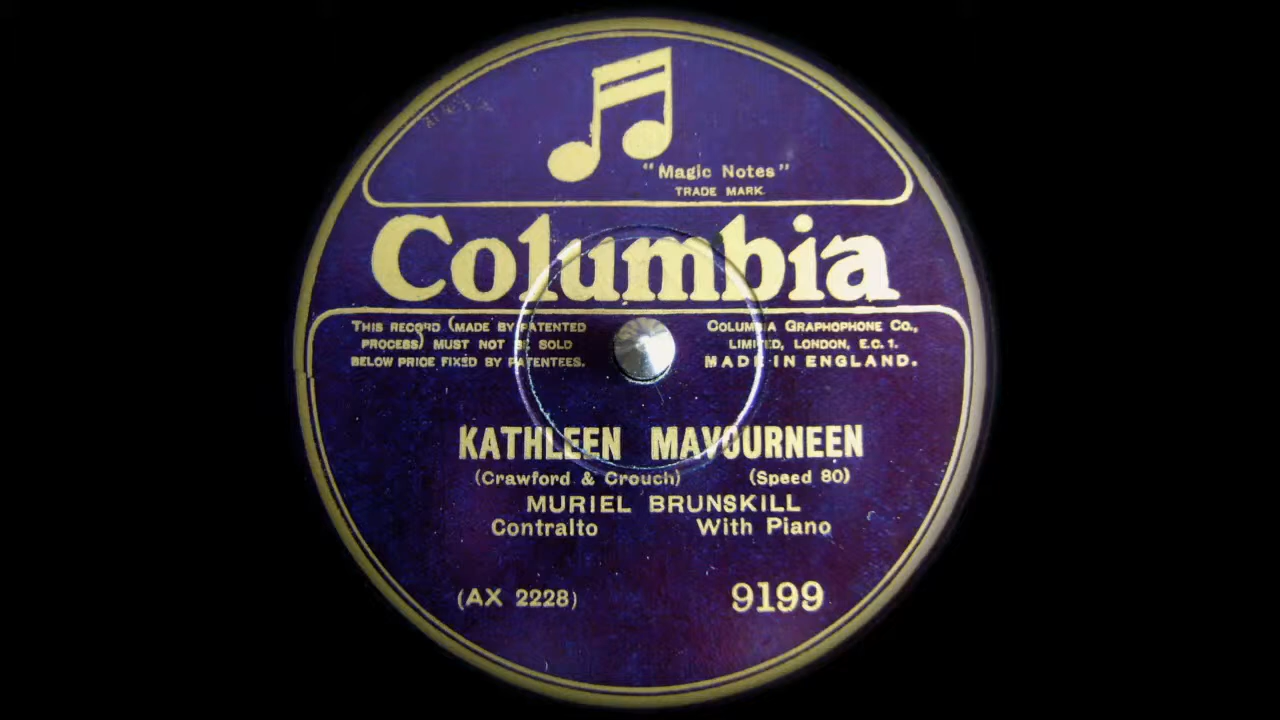 "Magic Notes"
TRADE MARK.
Columbia
THIS RECORD (MADE BY PATENTED
PROCESS) MUST NOT BE SOLD
BELOW PRICE FIXED BY PATENTEES.
COLUMBIA GRAPHOPHONE CO.,
LIMITED, LONDON, E.C.1.
MADE IN ENGLAND.
KATHLEEN MAVOURNEEN
(Crawford & Crouch) (Speed 80)
MURIEL BRUNSKILL
Contralto With Piano
(AX 2228) 9199